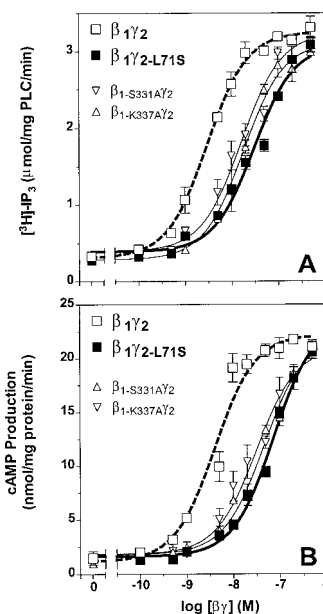 β1γ2
β1γ2-L71S
β1-S331Aγ2
β1-K337Aγ2
[³H]-IP3 (μmol/mg PLC/min)
3
2
1
0
A
β1γ2
β1γ2-L71S
β1-S331Aγ2
β1-K337Aγ2
cAMP Production
(nmol/mg protein/min)
25
20
15
10
5
0
B
0 -10 -9 -8 -7
log [βγ] (M)